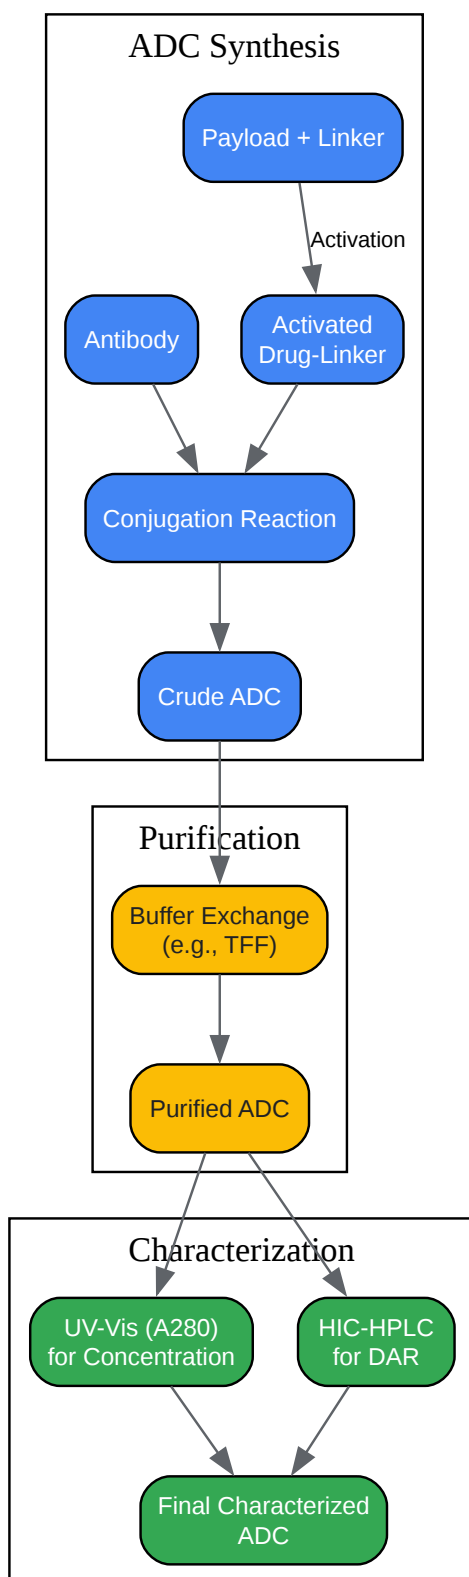 ADC Synthesis
Payload + Linker
Activation
Antibody
Activated
Drug-Linker
Conjugation Reaction
Crude ADC
Purification
Buffer Exchange
(e.g., TFF)
Purified ADC
Characterization
UV-Vis (A280)
for Concentration
HIC-HPLC
for DAR
Final Characterized
ADC